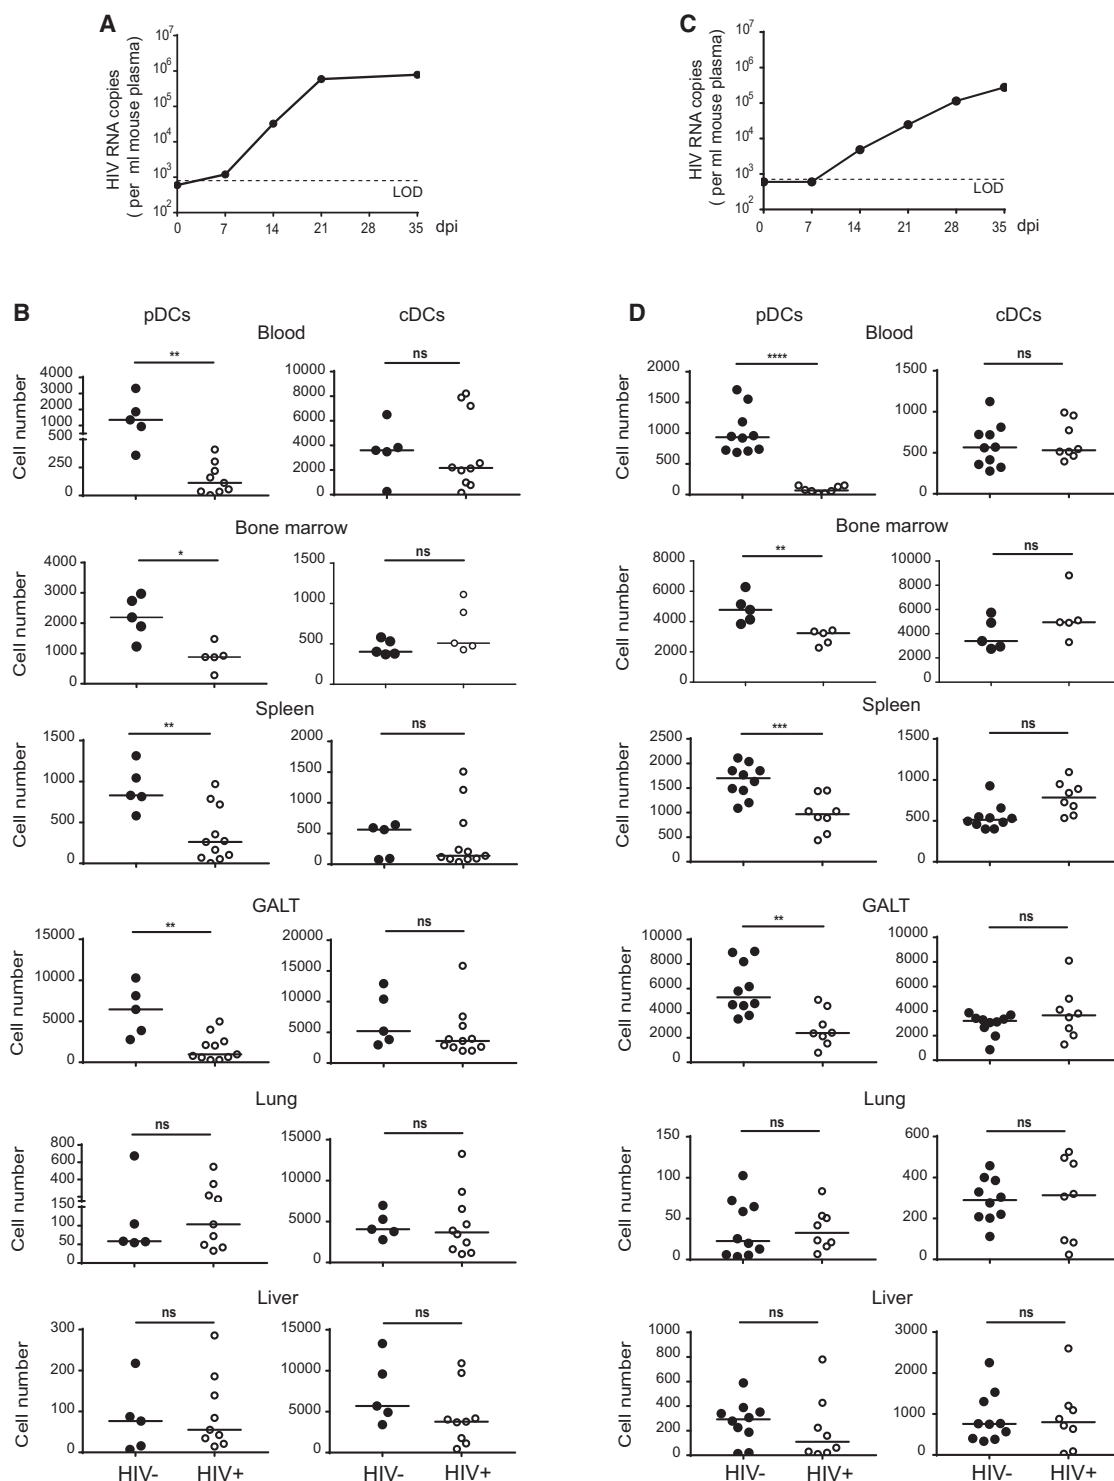 A
HIV RNA copies
( per ml mouse plasma)
10^7
10^6
10^5
10^4
10^3
10^2
LOD
0 7 14 21 28 35 dpi
C
HIV RNA copies
( per ml mouse plasma)
10^7
10^6
10^5
10^4
10^3
10^2
LOD
0 7 14 21 28 35 dpi
B
pDCs cDCs
Blood
Cell number
4000
3000
2000
1000
500
250
0
**
10000
8000
6000
4000
2000
0
ns
Bone marrow
Cell number
4000
3000
2000
1000
0
*
1500
1000
500
0
ns
Spleen
Cell number
1500
1000
500
0
**
2000
1500
1000
500
0
ns
GALT
Cell number
15000
10000
5000
0
**
20000
15000
10000
5000
0
ns
Lung
Cell number
800
600
400
200
150
100
50
0
ns
15000
10000
5000
0
ns
Liver
Cell number
300
200
100
0
ns
15000
10000
5000
0
ns
HIV- HIV+ HIV- HIV+
D
pDCs cDCs
Blood
Cell number
2000
1500
1000
500
0
****
1500
1000
500
0
ns
Bone marrow
Cell number
8000
6000
4000
2000
0
**
10000
8000
6000
4000
2000
0
ns
Spleen
Cell number
2500
2000
1500
1000
500
0
***
1500
1000
500
0
ns
GALT
Cell number
10000
8000
6000
4000
2000
0
**
10000
8000
6000
4000
2000
0
ns
Lung
Cell number
150
100
50
0
ns
600
400
200
0
ns
Liver
Cell number
1000
800
600
400
200
0
ns
3000
2000
1000
0
ns
HIV- HIV+ HIV- HIV+